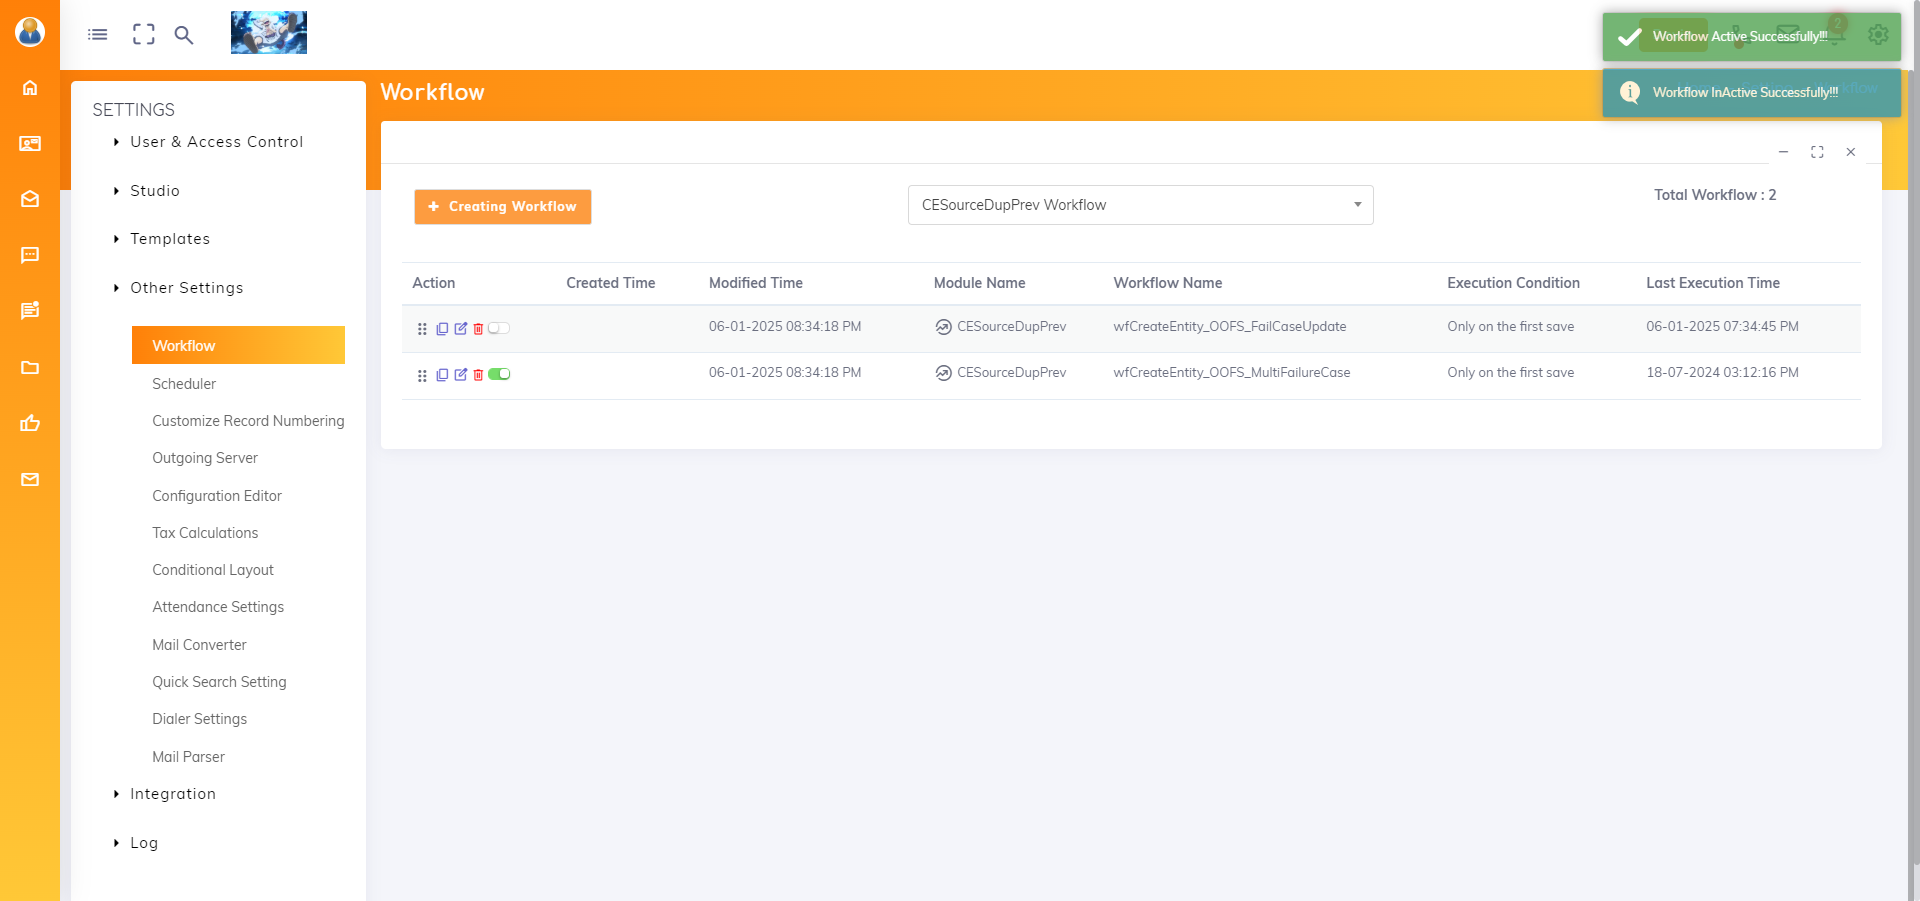 Workflow Active Successfully!!!
2
Workflow InActive Successfully!!!
SETTINGS
User & Access Control
Studio
Templates
Other Settings
Workflow
Scheduler
Customize Record Numbering
Outgoing Server
Configuration Editor
Tax Calculations
Conditional Layout
Attendance Settings
Mail Converter
Quick Search Setting
Dialer Settings
Mail Parser
Integration
Log
Workflow
+ Creating Workflow
CESourceDupPrev Workflow
Total Workflow : 2
Action Created Time Modified Time Module Name Workflow Name Execution Condition Last Execution Time
06-01-2025 08:34:18 PM CESourceDupPrev wfCreateEntity_OOFS_FailCaseUpdate Only on the first save 06-01-2025 07:34:45 PM
06-01-2025 08:34:18 PM CESourceDupPrev wfCreateEntity_OOFS_MultiFailureCase Only on the first save 18-07-2024 03:12:16 PM